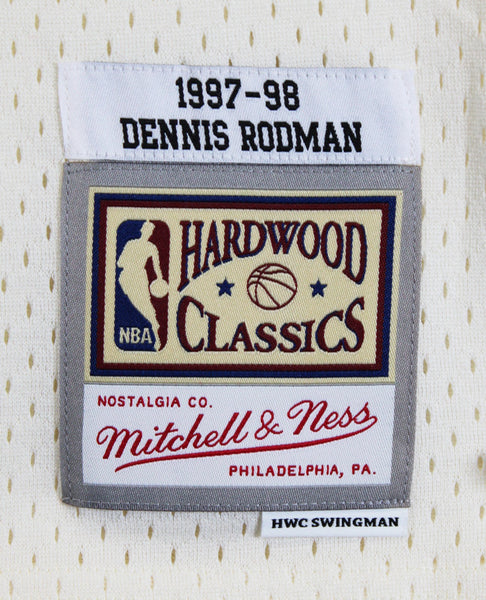 1997-98
DENNIS RODMAN
HARDWOOD
CLASSICS
NBA
NOSTALGIA CO.
Mitchell & Ness
PHILADELPHIA, PA.
HWC SWINGMAN